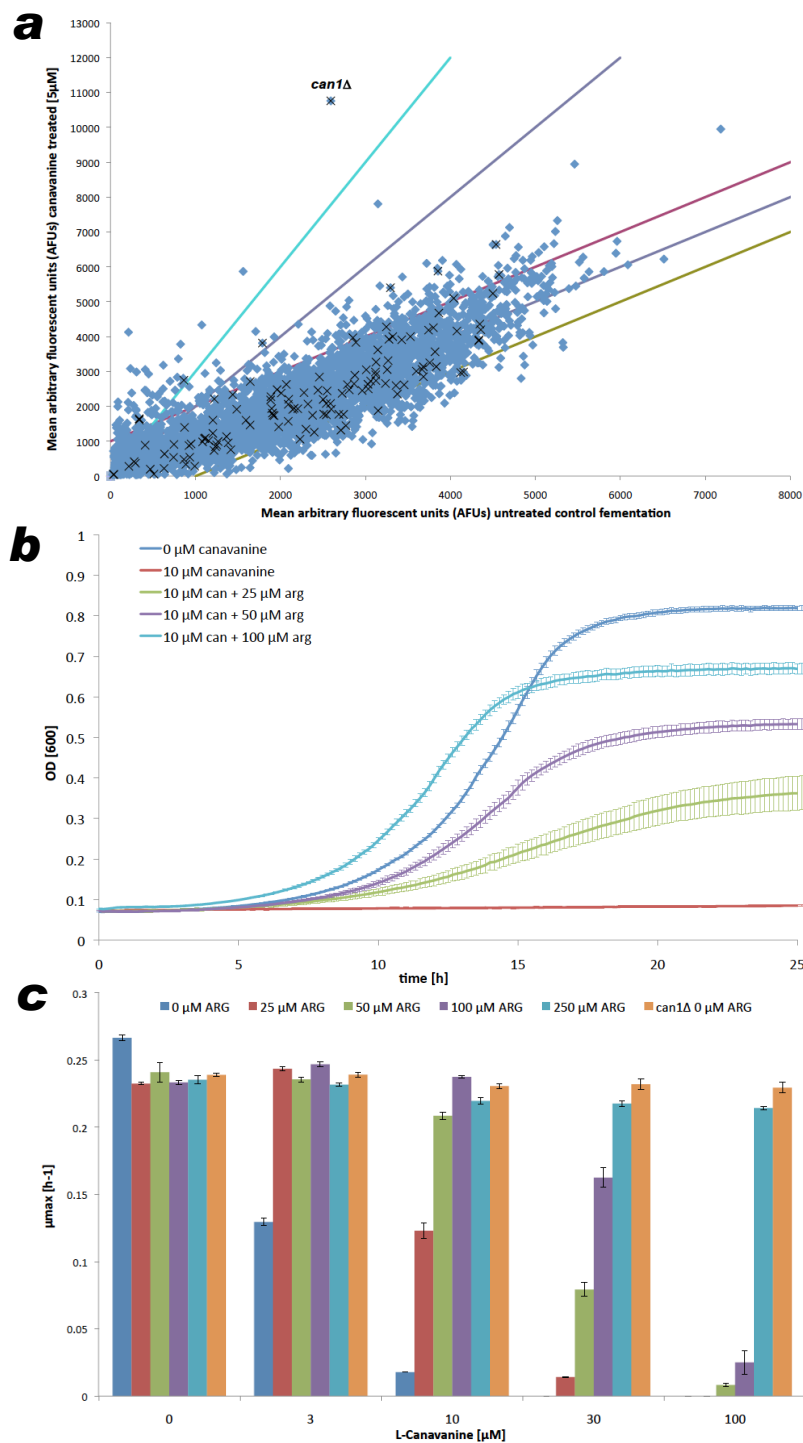 a
Mean arbitrary fluorescent units (AFUs) canavanine treated [5µM]
13000
12000
11000
10000
9000
8000
7000
6000
5000
4000
3000
2000
1000
0
can1Δ
0 1000 2000 3000 4000 5000 6000 7000 8000
Mean arbitrary fluorescent units (AFUs) untreated control fementation
b
OD [600]
1
0.9
0.8
0.7
0.6
0.5
0.4
0.3
0.2
0.1
0
0 µM canavanine
10 µM canavanine
10 µM can + 25 µM arg
10 µM can + 50 µM arg
10 µM can + 100 µM arg
0 5 10 15 20 25
time [h]
c
µmax [h-1]
0.3
0.25
0.2
0.15
0.1
0.05
0
0 µM ARG 25 µM ARG 50 µM ARG 100 µM ARG 250 µM ARG can1Δ 0 µM ARG
0 3 10 30 100
L-Canavanine [µM]